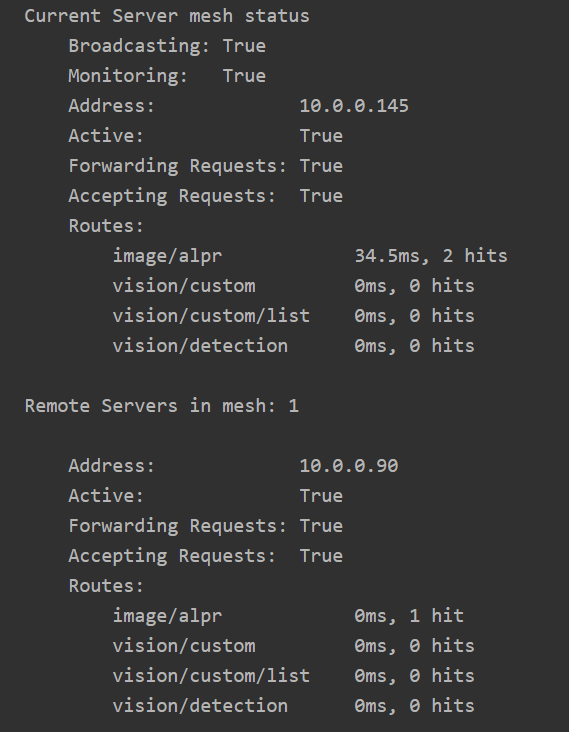 Current Server mesh status
Broadcasting: True
Monitoring: True
Address: 10.0.0.145
Active: True
Forwarding Requests: True
Accepting Requests: True
Routes:
image/alpr 34.5ms, 2 hits
vision/custom 0ms, 0 hits
vision/custom/list 0ms, 0 hits
vision/detection 0ms, 0 hits
Remote Servers in mesh: 1
Address: 10.0.0.90
Active: True
Forwarding Requests: True
Accepting Requests: True
Routes:
image/alpr 0ms, 1 hit
vision/custom 0ms, 0 hits
vision/custom/list 0ms, 0 hits
vision/detection 0ms, 0 hits